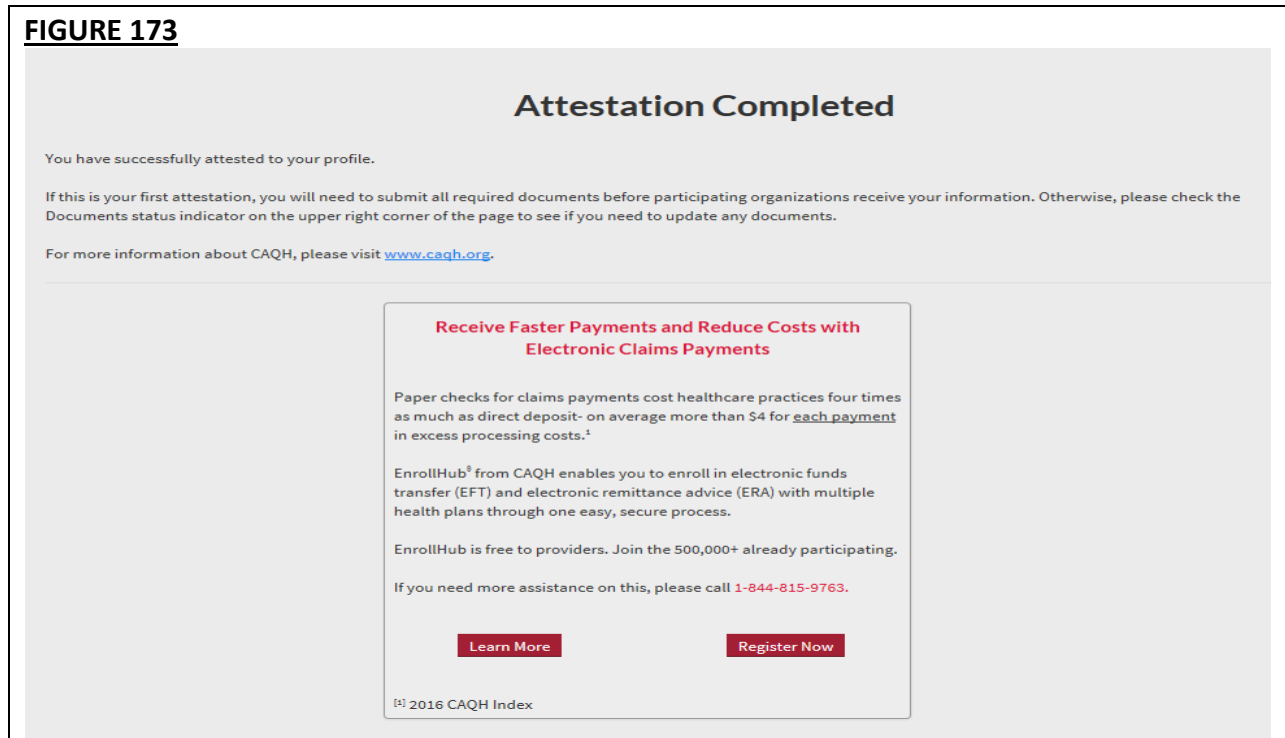 FIGURE 173
Attestation Completed
You have successfully attested to your profile.
If this is your first attestation, you will need to submit all required documents before participating organizations receive your information. Otherwise, please check the
Documents status indicator on the upper right corner of the page to see if you need to update any documents.
For more information about CAQH, please visit www.caqh.org.
Receive Faster Payments and Reduce Costs with
Electronic Claims Payments
Paper checks for claims payments cost healthcare practices four times
as much as direct deposit- on average more than $4 for each payment
in excess processing costs.¹
EnrollHub® from CAQH enables you to enroll in electronic funds
transfer (EFT) and electronic remittance advice (ERA) with multiple
health plans through one easy, secure process.
EnrollHub is free to providers. Join the 500,000+ already participating.
If you need more assistance on this, please call 1-844-815-9763.
Learn More Register Now
[1] 2016 CAQH Index